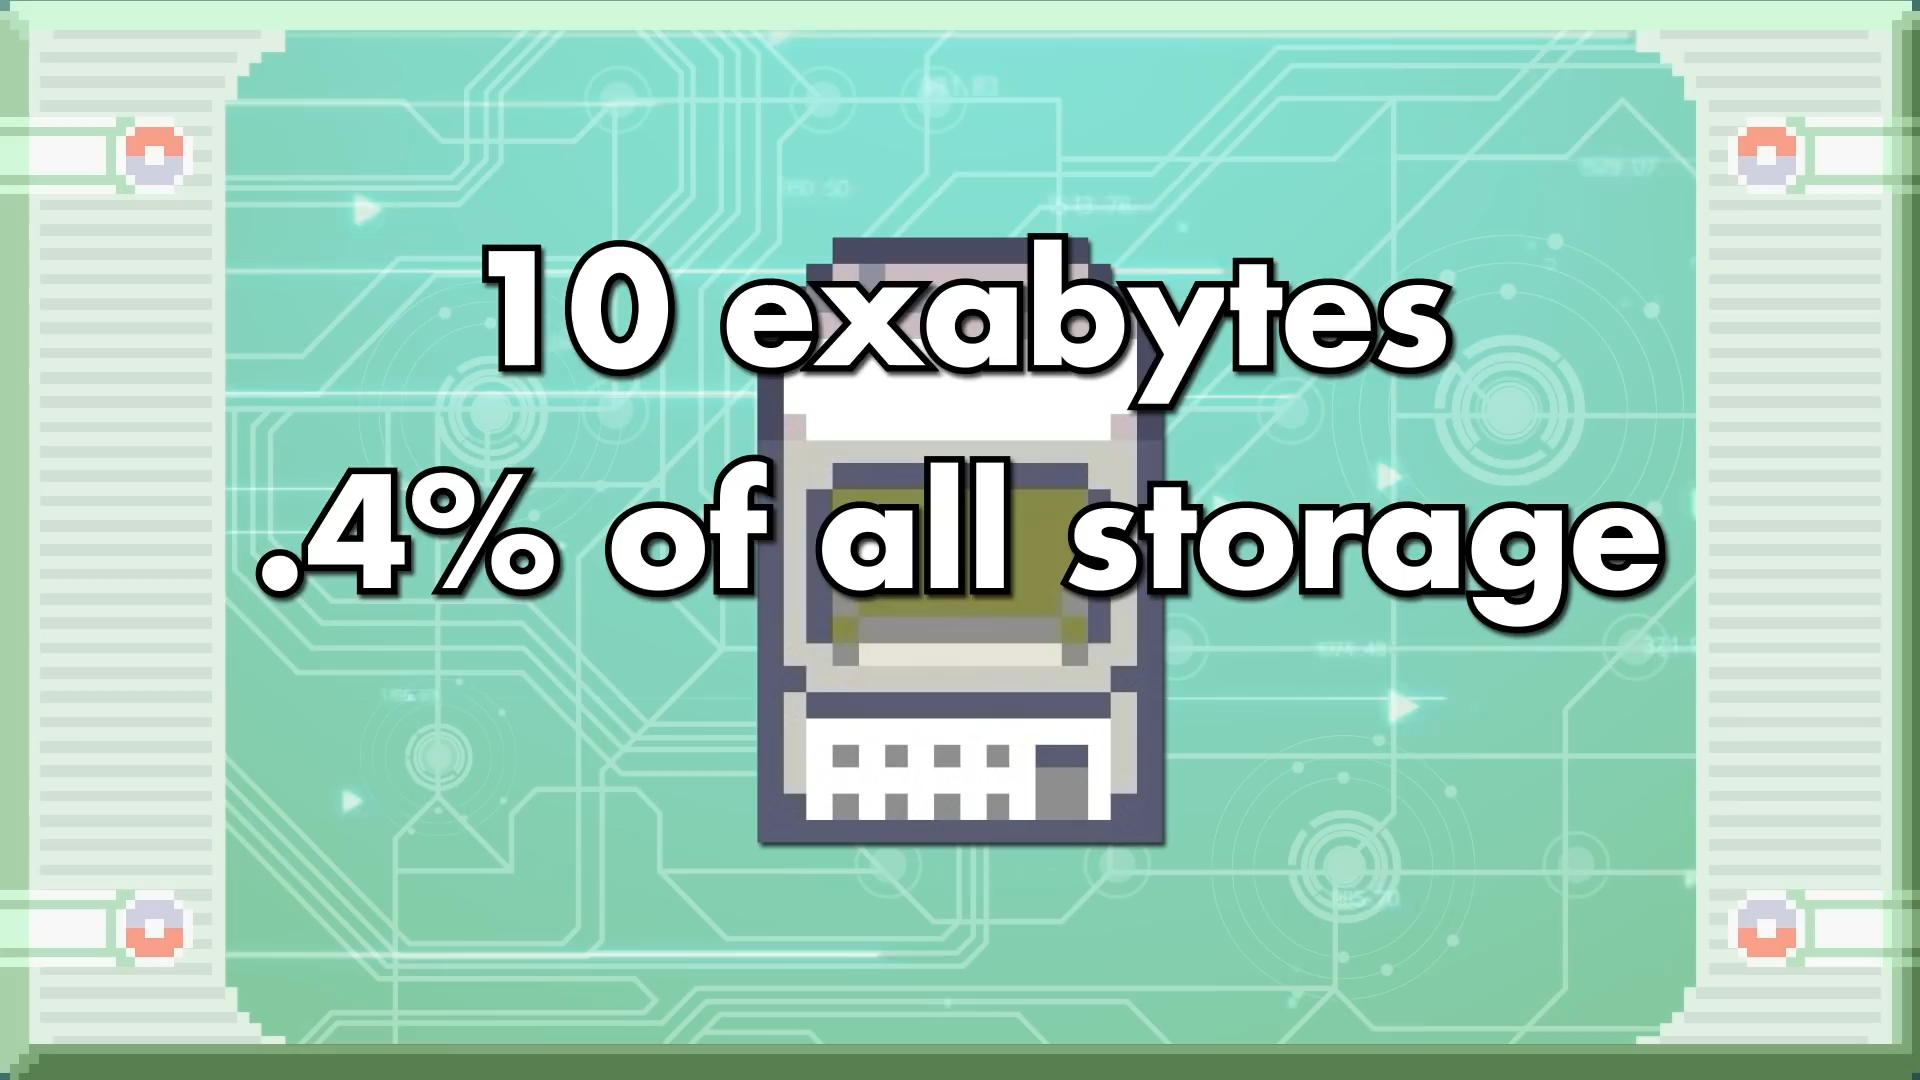 10 exabytes
.4% of all storage